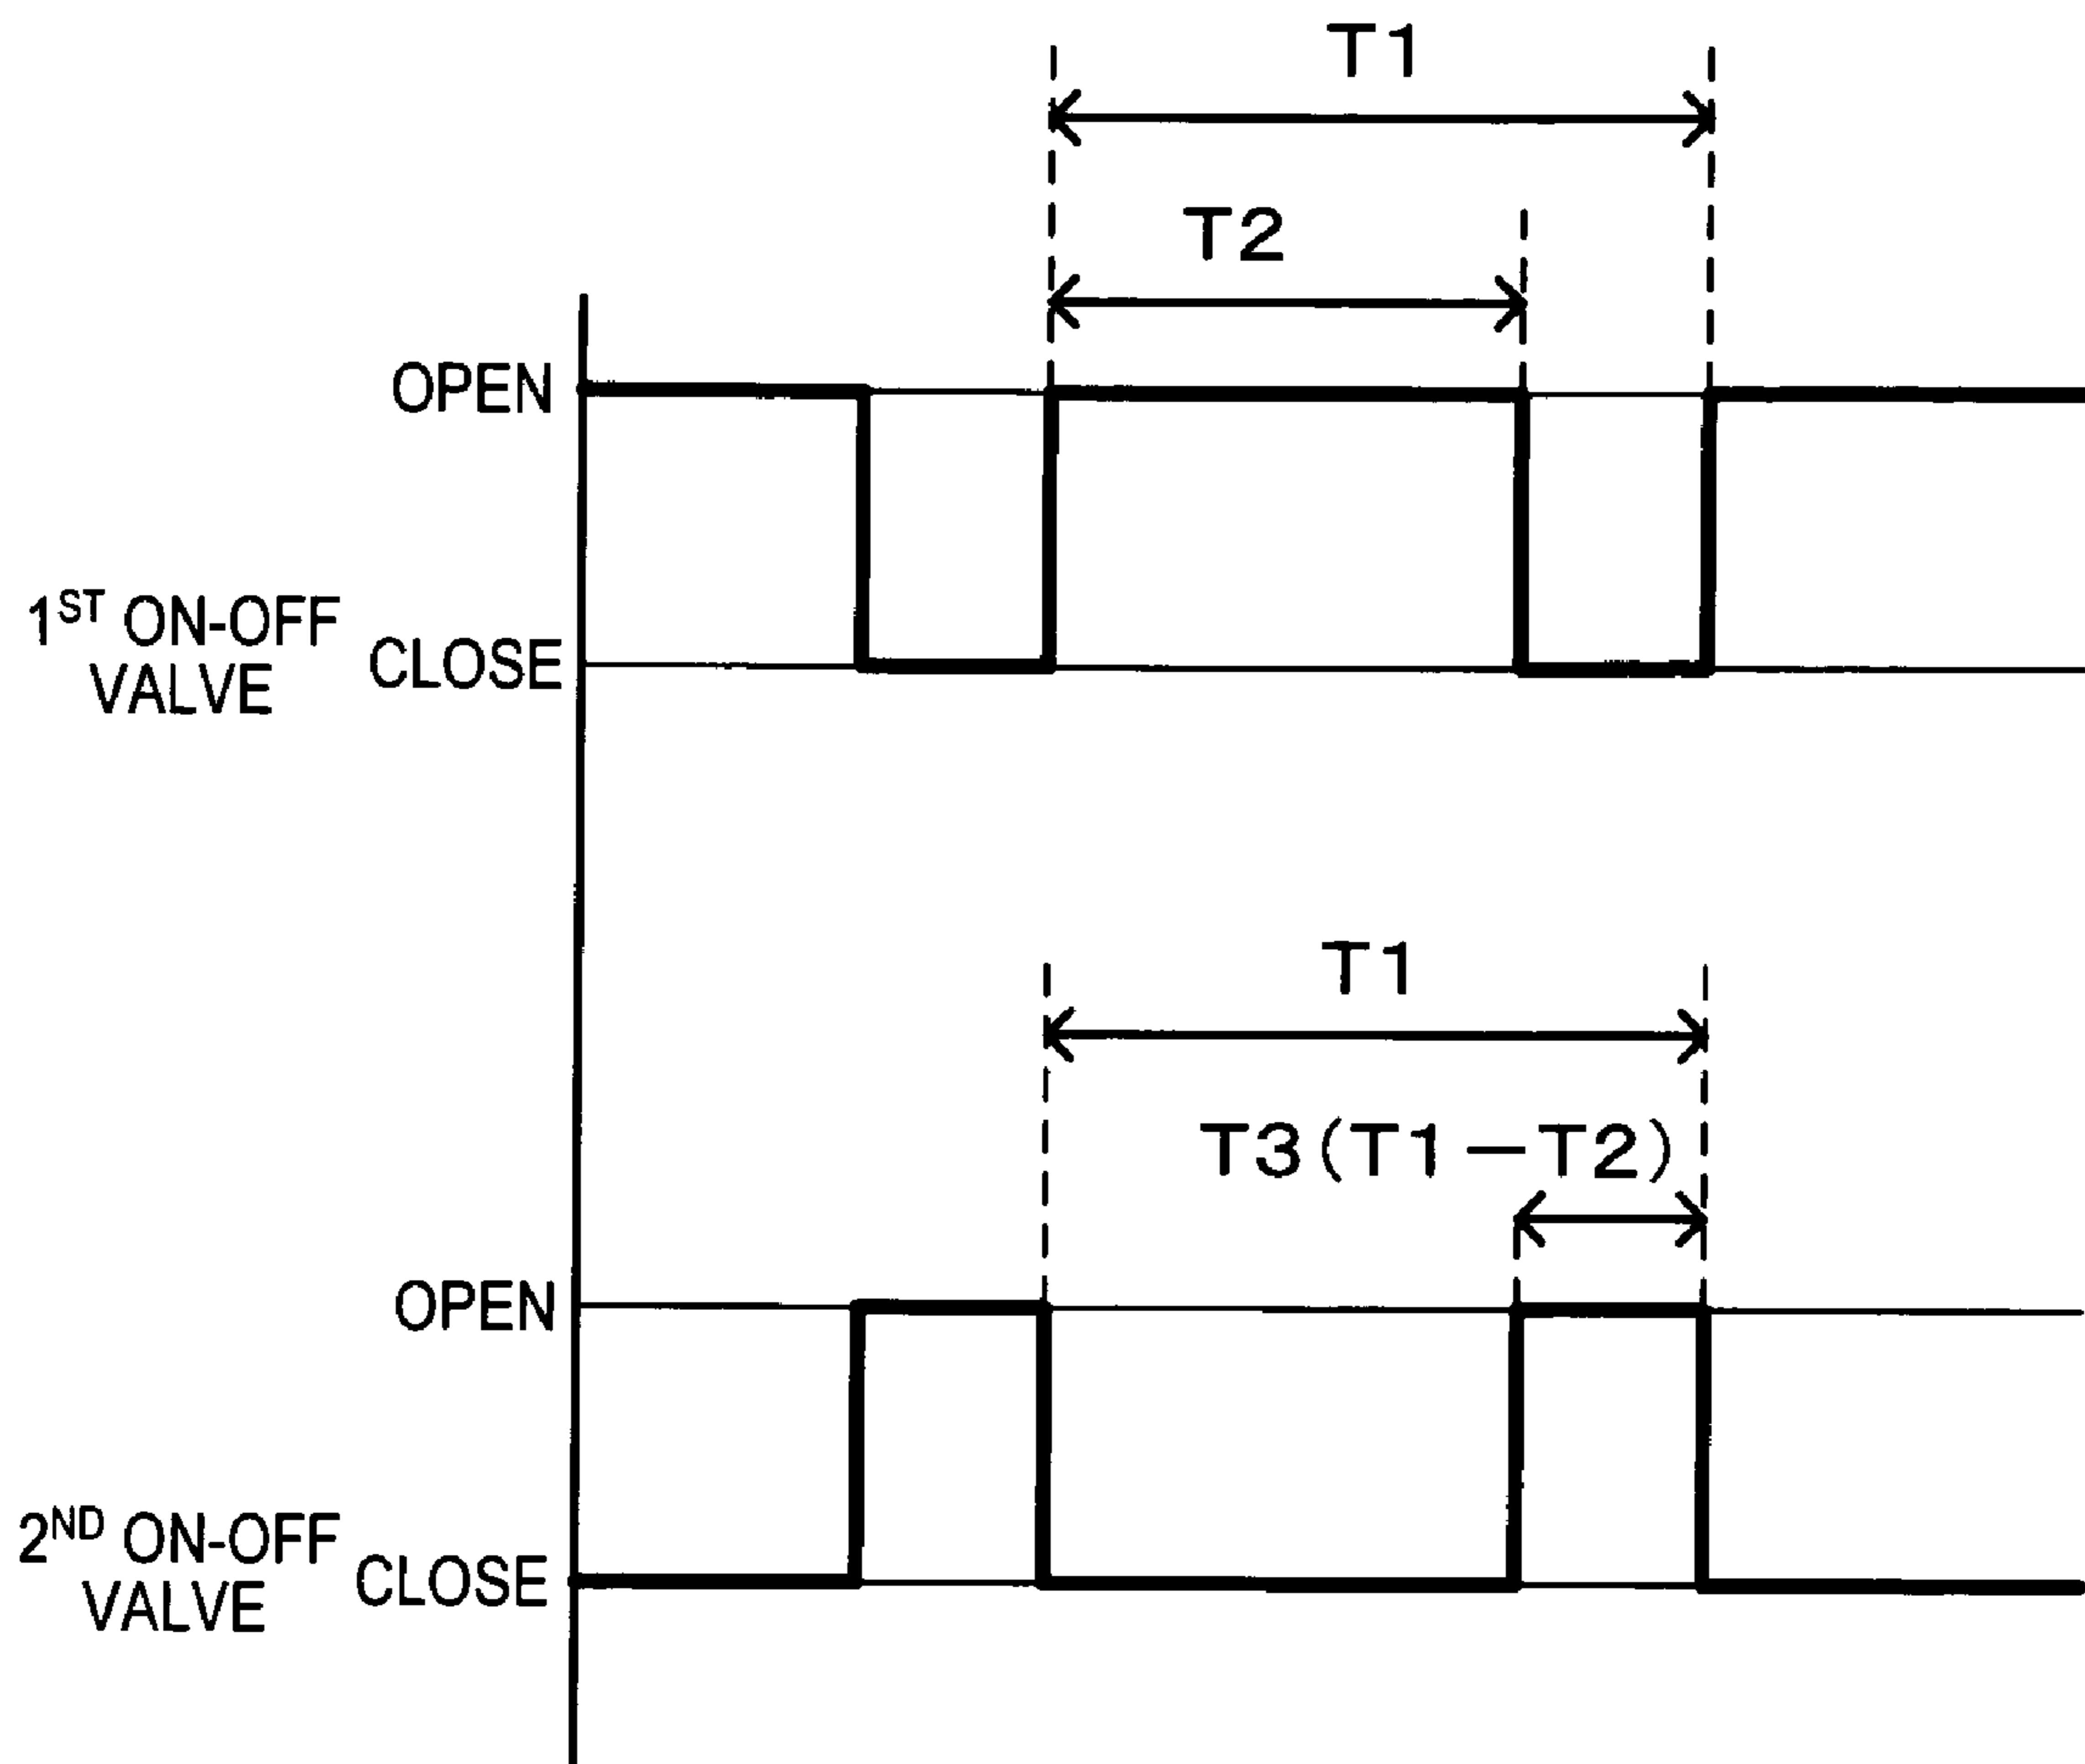 T1
T2
OPEN
1ST ON-OFF
VALVE
CLOSE
T1
T3(T1-T2)
OPEN
2ND ON-OFF
VALVE
CLOSE